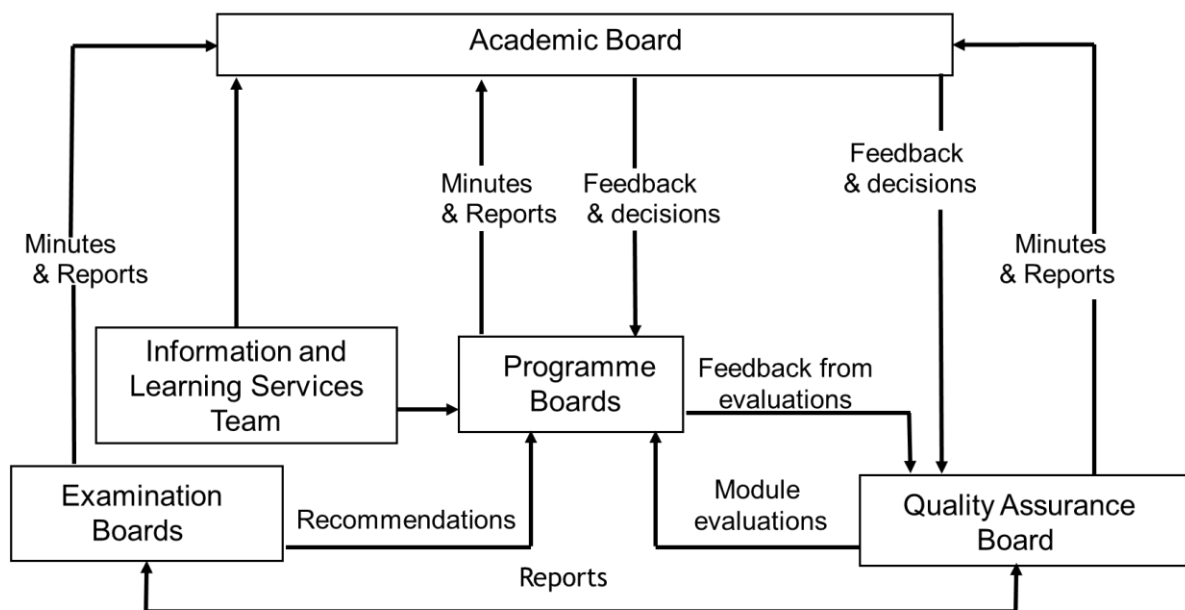 Academic Board
Minutes
& Reports
Minutes
& Reports
Feedback
& decisions
Feedback
& decisions
Minutes
& Reports
Information and
Learning Services
Team
Programme
Boards
Feedback from
evaluations
Examination
Boards
Recommendations
Module
evaluations
Quality Assurance
Board
Reports